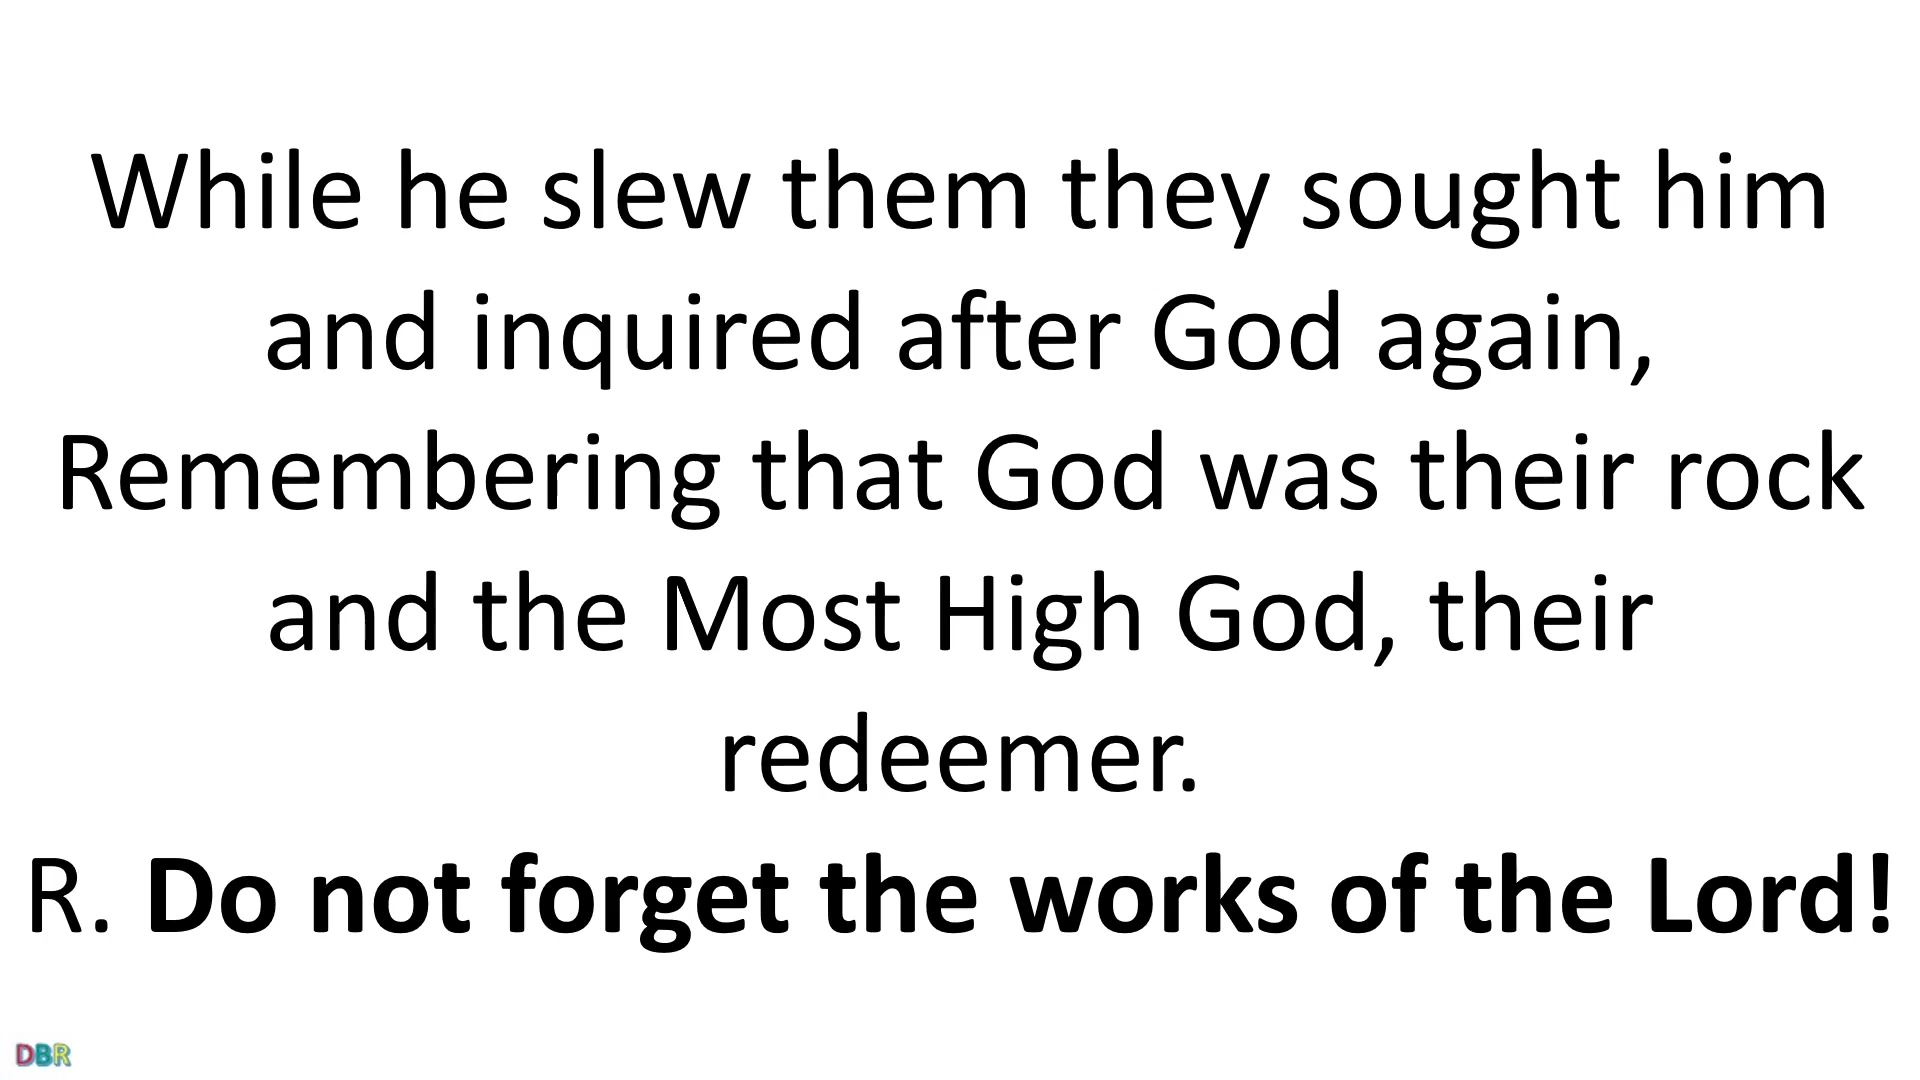 While he slew them they sought him
and inquired after God again,
Remembering that God was their rock
and the Most High God, their
redeemer.
R. Do not forget the works of the Lord!
DBR